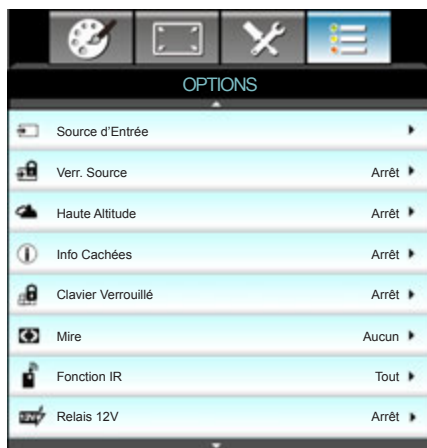 OPTIONS
Source d'Entrée
Verr. Source Arrêt
Haute Altitude Arrêt
Info Cachées Arrêt
Clavier Verrouillé Arrêt
Mire Aucun
Fonction IR Tout
12V Relais 12V Arrêt